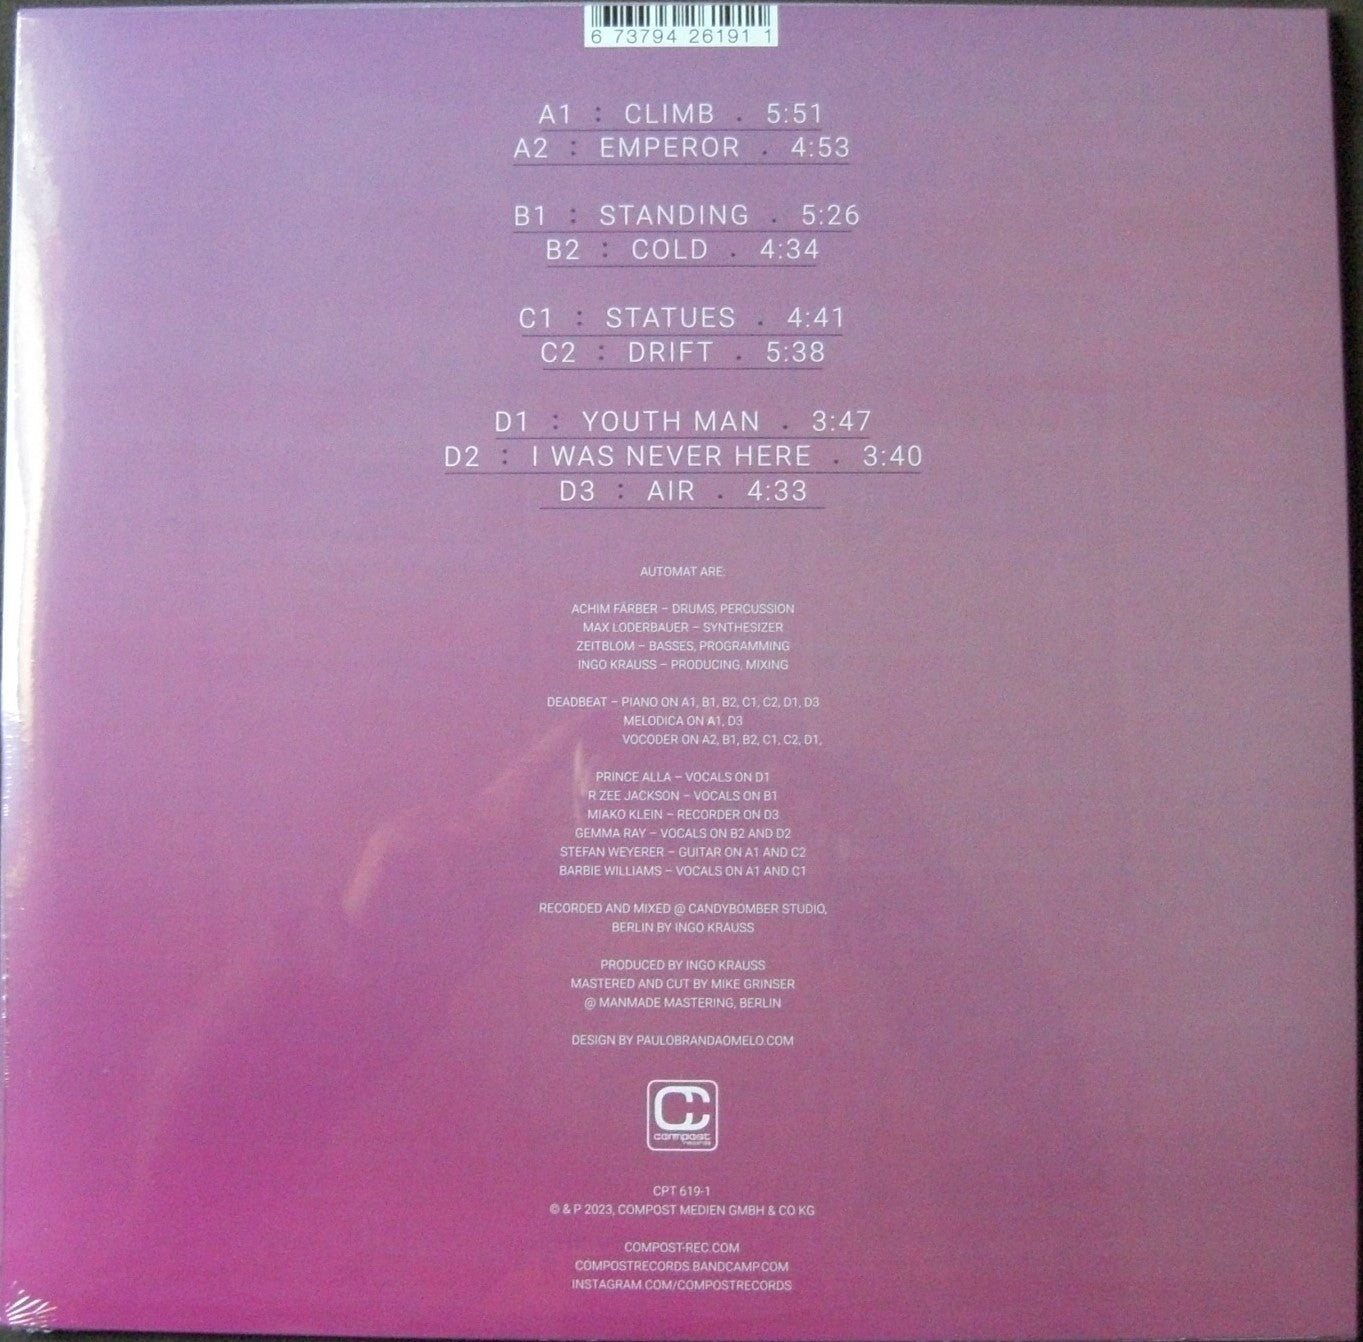 6 73794 26191 1
A1 : CLIMB . 5:51
A2 : EMPEROR . 4:53
B1 : STANDING . 5:26
B2 : COLD . 4:34
C1 : STATUES . 4:41
C2 : DRIFT . 5:38
D1 : YOUTH MAN . 3:47
D2 : I WAS NEVER HERE . 3:40
D3 : AIR . 4:33
AUTOMAT ARE:
ACHIM FÄRBER – DRUMS, PERCUSSION
MAX LODERBAUER – SYNTHESIZER
ZEITBLOM – BASSES, PROGRAMMING
INGO KRAUSS – PRODUCING, MIXING
DEADBEAT – PIANO ON A1, B1, B2, C1, C2, D1, D3
MELODICA ON A1, D3
VOCODER ON A2, B1, B2, C1, C2, D1,
PRINCE ALLA – VOCALS ON D1
R ZEE JACKSON – VOCALS ON B1
MIAKO KLEIN – RECORDER ON D3
GEMMA RAY – VOCALS ON B2 AND D2
STEFAN WEYERER – GUITAR ON A1 AND C2
BARBIE WILLIAMS – VOCALS ON A1 AND C1
RECORDED AND MIXED @ CANDYBOMBER STUDIO,
BERLIN BY INGO KRAUSS
PRODUCED BY INGO KRAUSS
MASTERED AND CUT BY MIKE GRINSER
@ MANMADE MASTERING, BERLIN
DESIGN BY PAULOBRANDAOMELO.COM
compost
records
CPT 619-1
© & P 2023, COMPOST MEDIEN GMBH & CO KG
COMPOST-REC.COM
COMPOSTRECORDS.BANDCAMP.COM
INSTAGRAM.COM/COMPOSTRECORDS